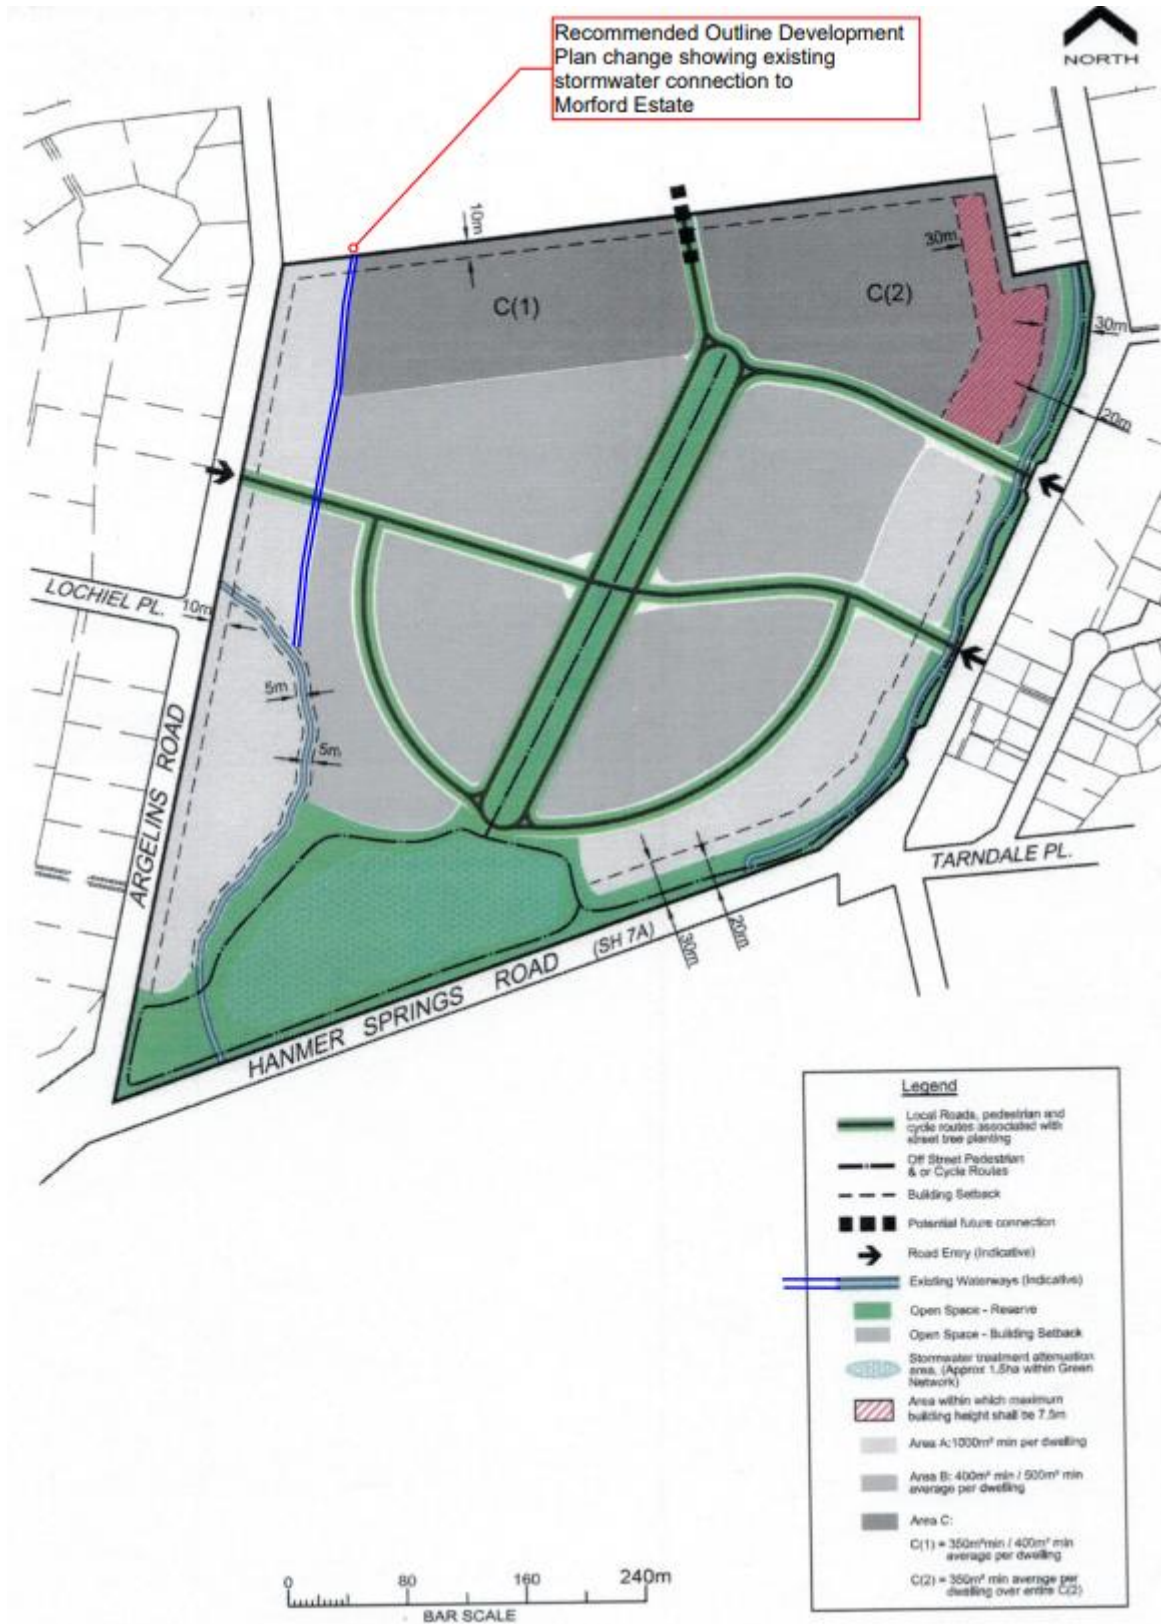 Recommended Outline Development
Plan change showing existing
stormwater connection to
Morford Estate
NORTH
10m
30m
C(1)
C(2)
30m
20m
LOCHIEL PL.
10m
5m
5m
ARGELINS ROAD
TARNDALE PL.
HANMER SPRINGS ROAD (SH 7A)
20m
30m
Legend
Local Roads, pedestrian and
cycle routes associated with
street tree planting
Off Street Pedestrian
& or Cycle Routes
Building Setback
Potential future connection
Road Entry (Indicative)
Existing Waterways (Indicative)
Open Space - Reserve
Open Space - Building Setback
Stormwater treatment attenuation
area, (Approx 1.5ha within Green
Network)
Area within which maximum
building height shall be 7.5m
Area A:1000m² min per dwelling
Area B: 400m² min / 500m² min
average per dwelling
Area C:
C(1) = 350m²min / 400m² min
average per dwelling
C(2) = 350m² min average per
dwelling over entire C(2)
0 80 160 240m
BAR SCALE